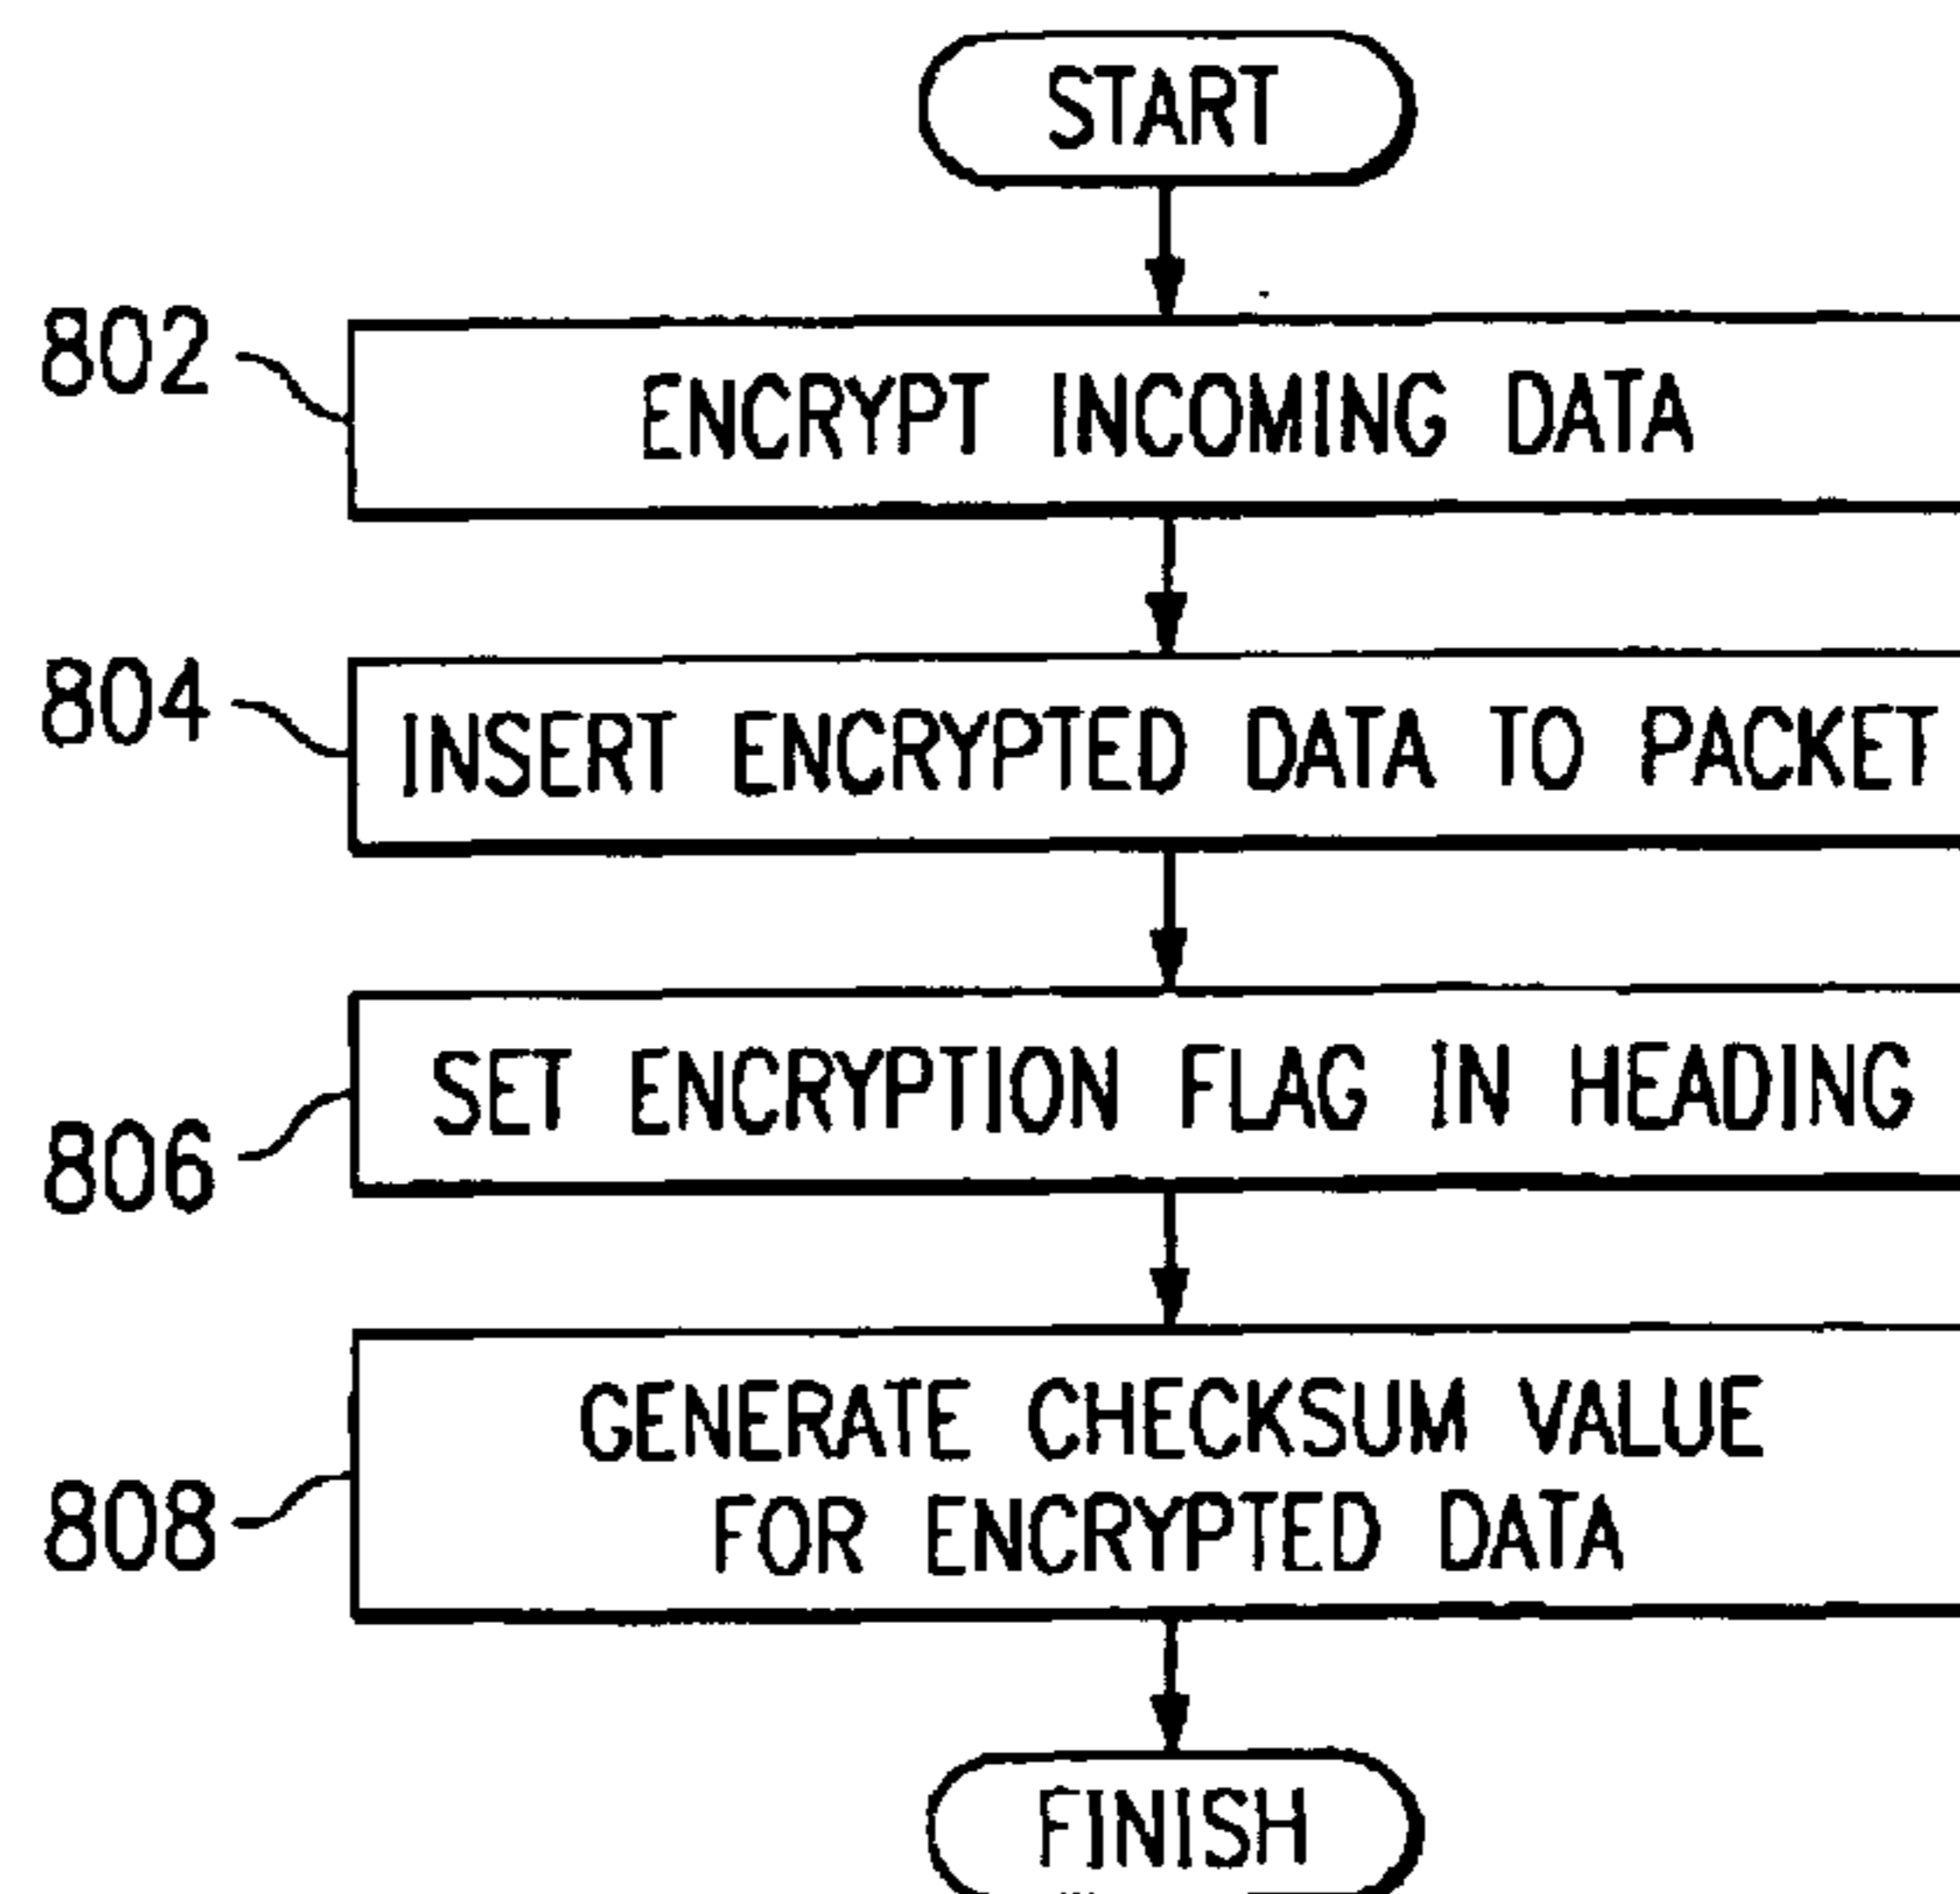 START
802
ENCRYPT INCOMING DATA
804
INSERT ENCRYPTED DATA TO PACKET
806
SET ENCRYPTION FLAG IN HEADING
808
GENERATE CHECKSUM VALUE
FOR ENCRYPTED DATA
FINISH